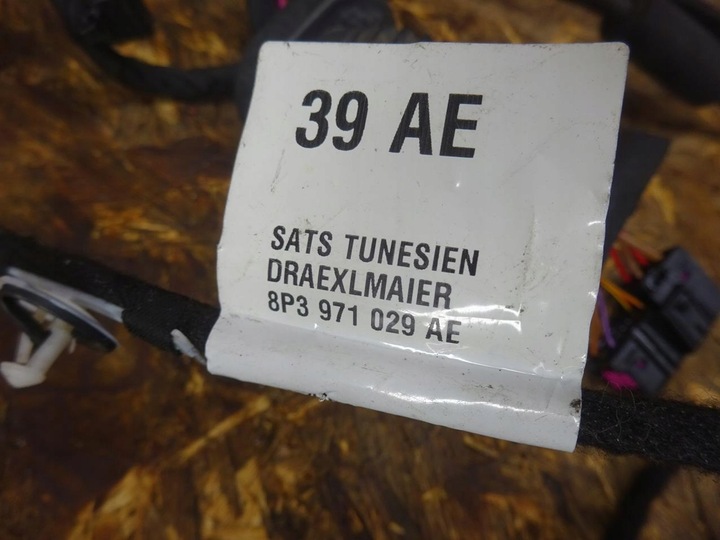 39 AE
SATS TUNESIEN
DRAEXLMAIER
8P3 971 029 AE